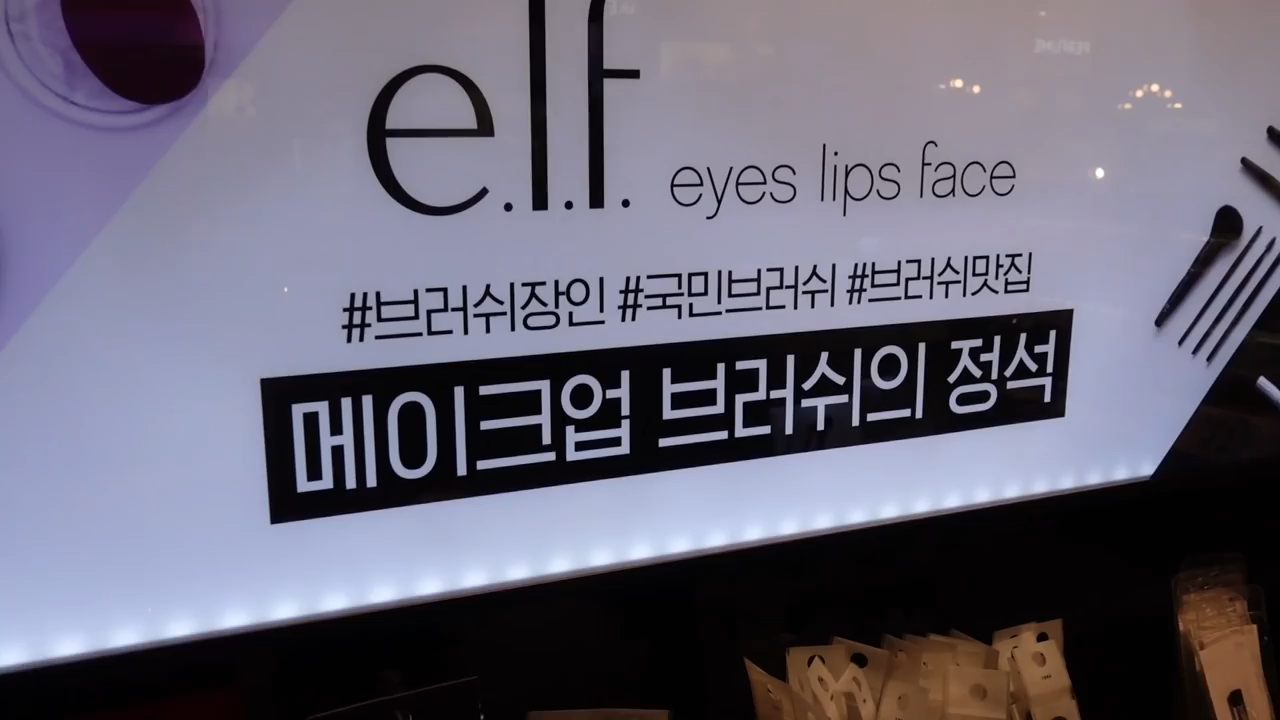 e.l.f. eyes lips face
#브러쉬장인 #국민브러쉬 #브러쉬맛집
메이크업 브러쉬의 정석